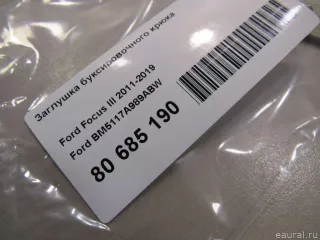 Заглушка буксировочного крюка
Ford Focus III 2011-2019
Ford BM5117A989ABW
80 685 190
eaural.ru